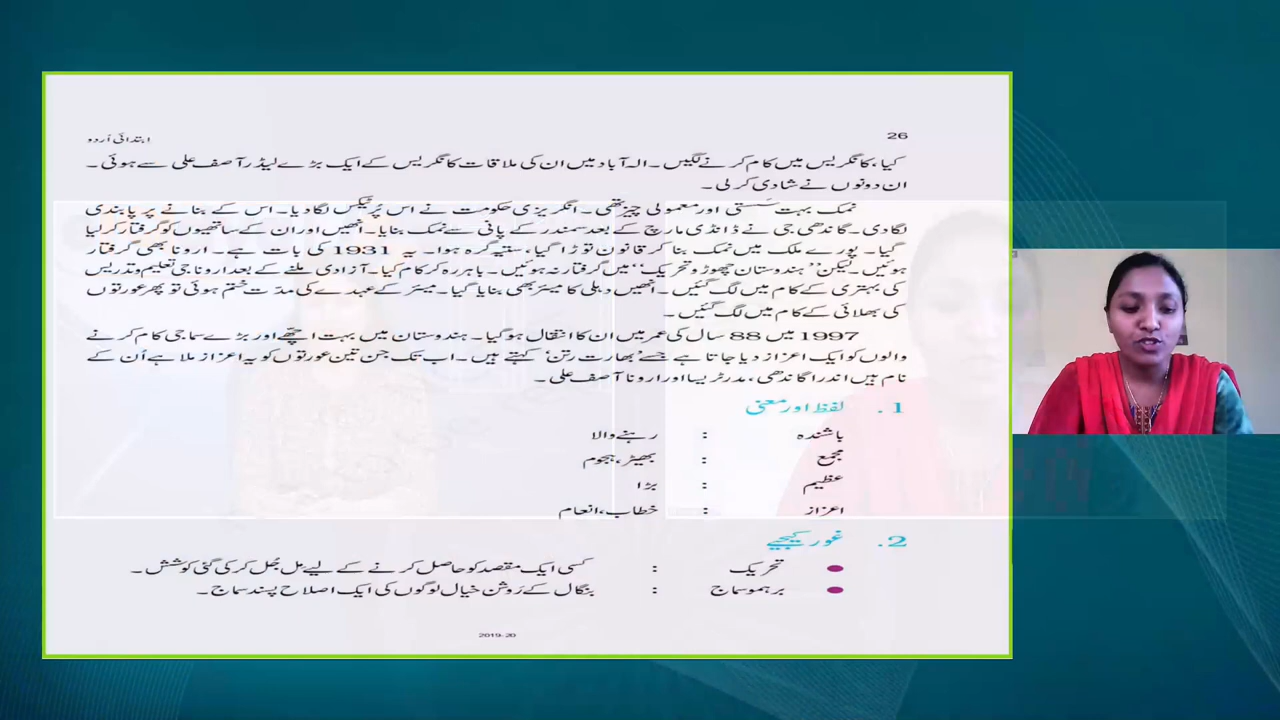 26
ابتدائی اُردو
کیا، کانگریس میں کام کرنے لگیں۔ الہ آباد میں ان کی ملاقات کانگریس کے ایک بڑے لیڈر آصف علی سے ہوئی۔
ان دونوں نے شادی کر لی۔
نمک بہت سَستی اور معمولی چیز تھی۔ انگریزی حکومت نے اس پُر ٹیکس لگا دیا۔ اس کے بنانے پر پابندی
لگا دی۔ گاندھی جی نے ڈانڈی مارچ کے بعد سمندر کے پانی سے نمک بنایا۔ انھیں اور ان کے ساتھیوں کو گرفتار کر لیا
گیا۔ پورے ملک میں نمک بنا کر قانون توڑا گیا، ستیہ گرہ ہوا۔ یہ 1931 کی بات ہے۔ ارونا بھی گرفتار
ہوئیں۔ لیکن ”ہندوستان چھوڑو تحریک“ میں گرفتار نہ ہوئیں۔ باہر رہ کر کام کیا۔ آزادی ملنے کے بعد ارونا جی تعلیم و تدریس
کی بہتری کے کام میں لگ گئیں۔ انھیں دہلی کا میئر بھی بنایا گیا۔ میئر کے عہدے کی مدّت ختم ہوئی تو پھر عورتوں
کی بھلائی کے کام میں لگ گئیں۔
1997 میں 88 سال کی عمر میں ان کا انتقال ہو گیا۔ ہندوستان میں بہت اچھّے اور بڑے سماجی کام کرنے
والوں کو ایک اعزاز دیا جاتا ہے جسے ’بھارت رتن‘ کہتے ہیں۔ اب تک جن تین عورتوں کو یہ اعزاز ملا ہے اُن کے
نام ہیں اندرا گاندھی، مدر ٹریسا اور ارونا آصف علی۔
1. لفظ اور معنی
باشندہ : رہنے والا
مجمع : بھیڑ، ہجوم
عظیم : بڑا
اعزاز : خطاب، انعام
2. غور کیجیے
● تحریک : کسی ایک مقصد کو حاصل کرنے کے لیے مل جُل کر کی گئی کوشش۔
● برہمو سماج : بنگال کے رَوشن خیال لوگوں کی ایک اصلاح پسند سماج۔
2019-20